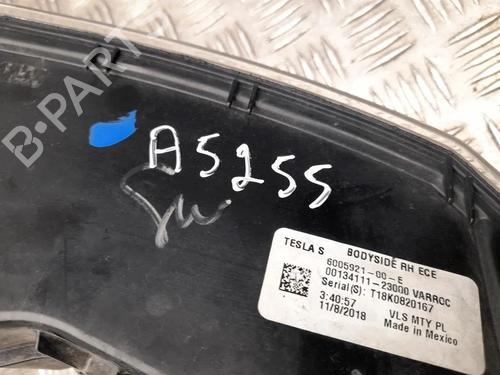 B-PARTS
A5255
TESLA S BODYSIDE RH ECE
6005921-00-E
00134111-23000 VARROC
Serial(S): T18K0820167
3:40:57 VLS MTY PL
11/8/2018 Made in Mexico